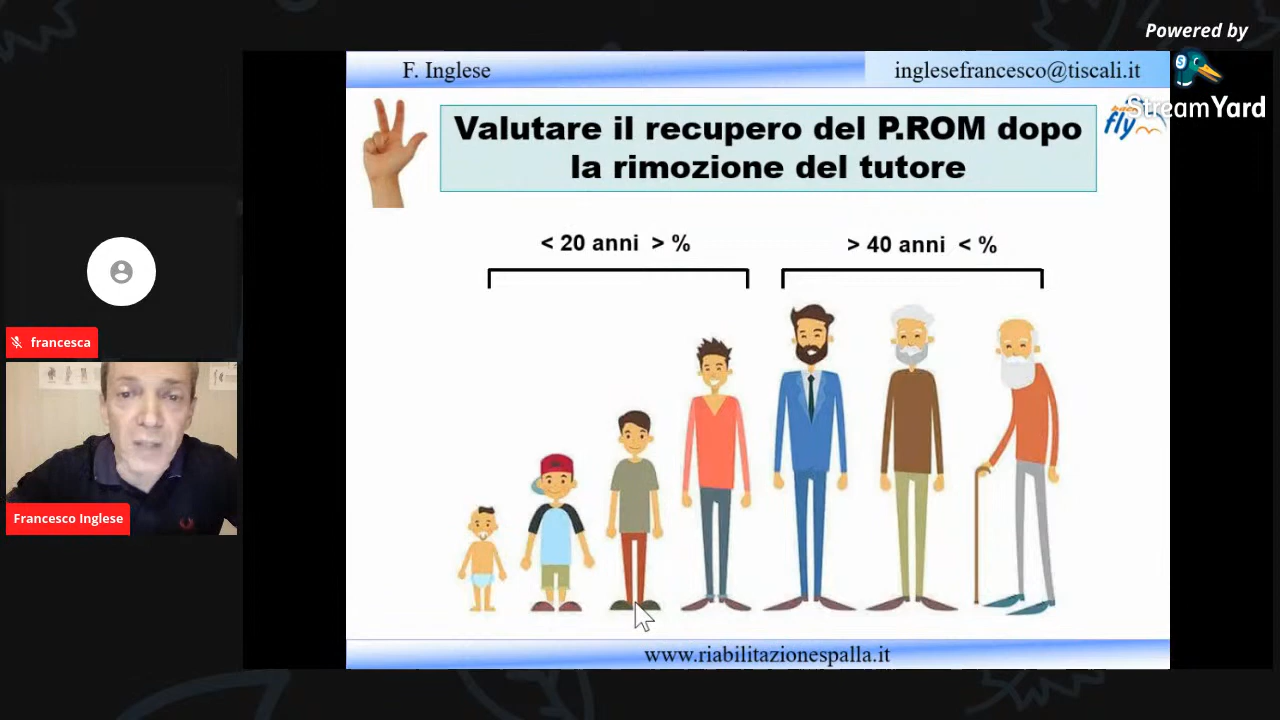 Powered by
StreamYard
F. Inglese
inglesefrancesco@tiscali.it
fly
Valutare il recupero del P.ROM dopo
la rimozione del tutore
< 20 anni > %
> 40 anni < %
francesca
Francesco Inglese
www.riabilitazionespalla.it